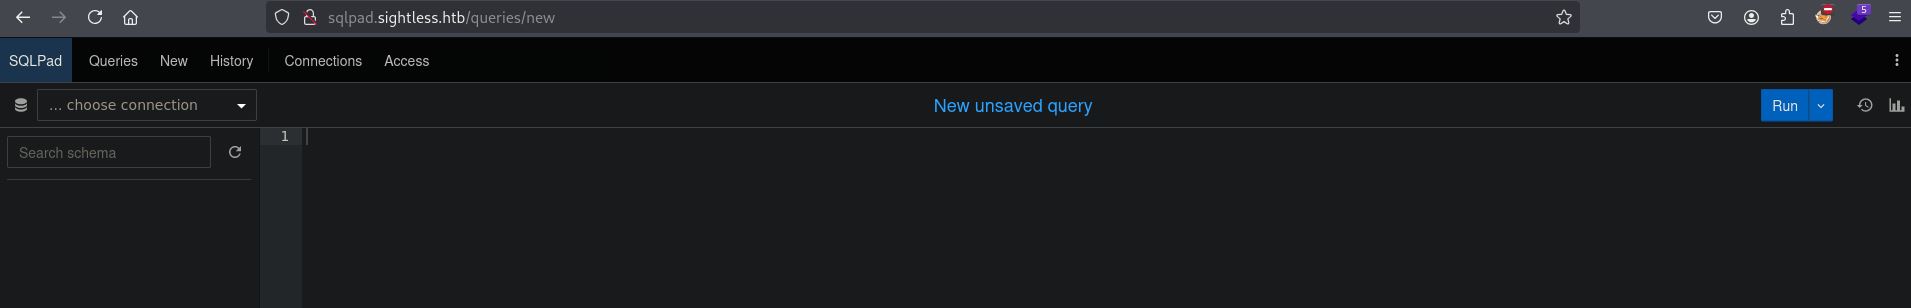 sqlpad.sightless.htb/queries/new
5
SQLPad Queries New History Connections Access
... choose connection New unsaved query Run
Search schema 1